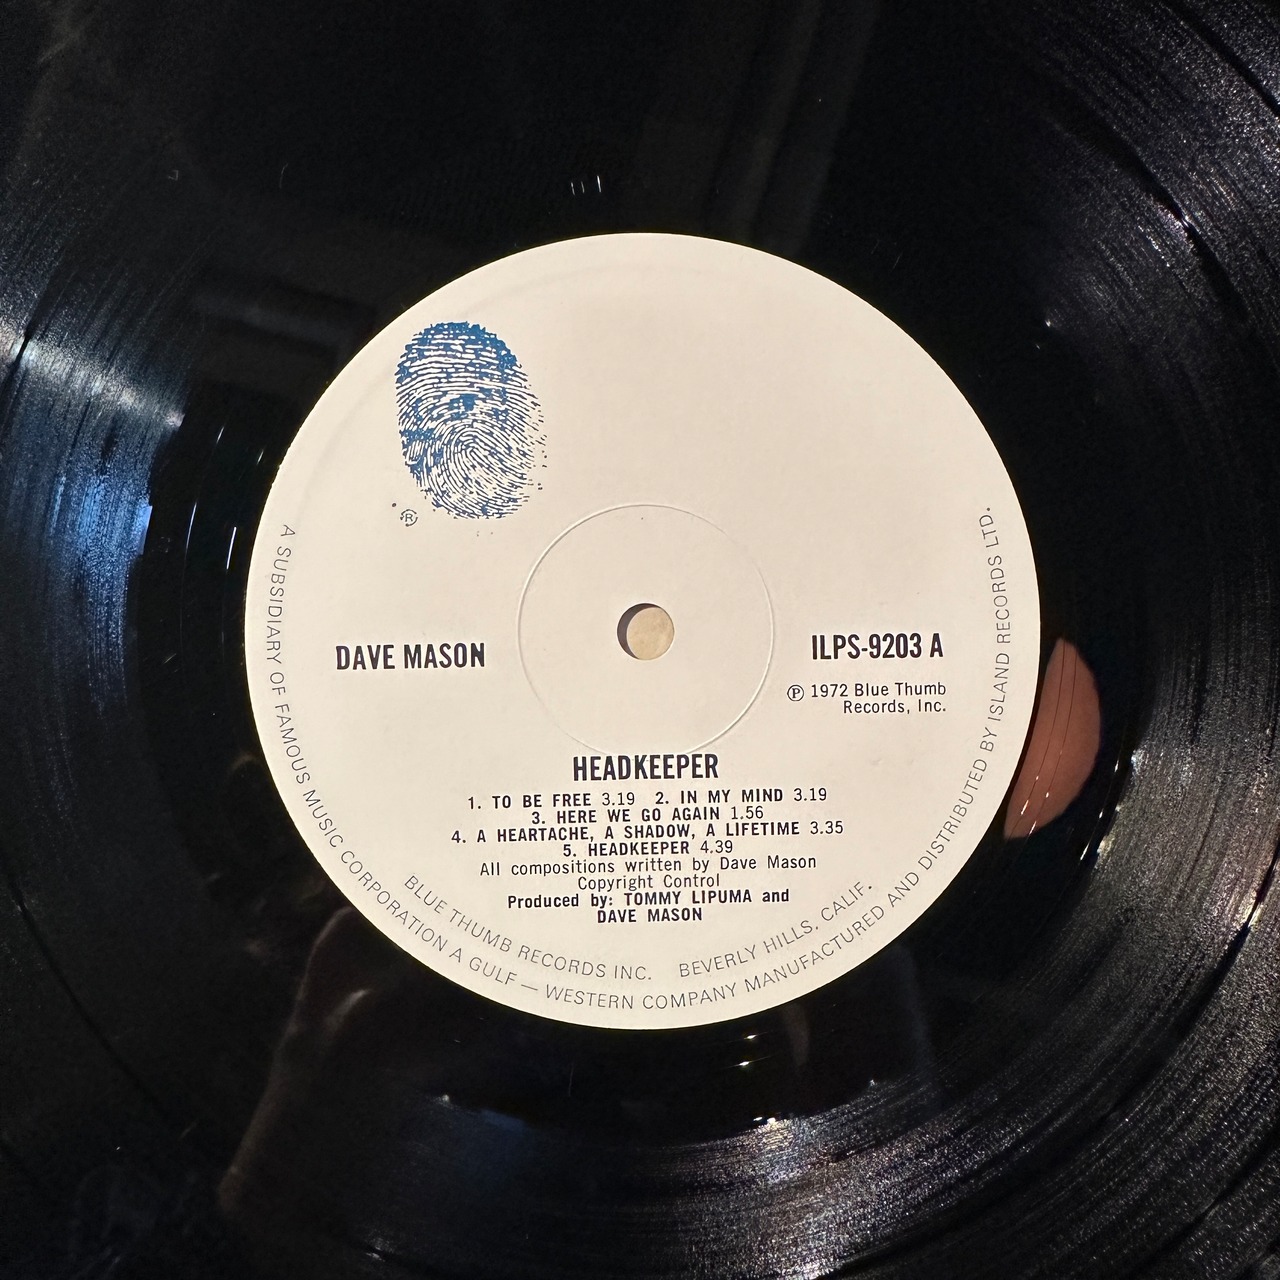 ®
DAVE MASON
ILPS-9203 A
℗ 1972 Blue Thumb
Records, Inc.
HEADKEEPER
1. TO BE FREE 3.19 2. IN MY MIND 3.19
3. HERE WE GO AGAIN 1.56
4. A HEARTACHE, A SHADOW, A LIFETIME 3.35
5. HEADKEEPER 4.39
All compositions written by Dave Mason
Copyright Control
Produced by: TOMMY LIPUMA and
DAVE MASON
BLUE THUMB RECORDS INC. BEVERLY HILLS. CALIF.
A SUBSIDIARY OF FAMOUS MUSIC CORPORATION A GULF — WESTERN COMPANY MANUFACTURED AND DISTRIBUTED BY ISLAND RECORDS LTD.